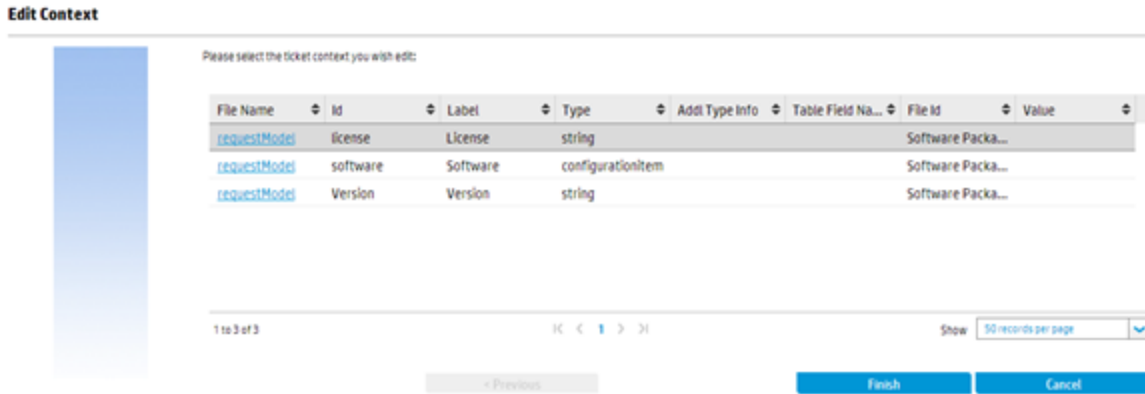 Edit Context
Please select the ticket context you wish edit:
File Name Id Label Type Addl Type Info Table Field Na... File Id Value
requestModel license License string Software Packa...
requestModel software Software configurationitem Software Packa...
requestModel Version Version string Software Packa...
1 to 3 of 3 1 Show 50 records per page
< Previous Finish Cancel